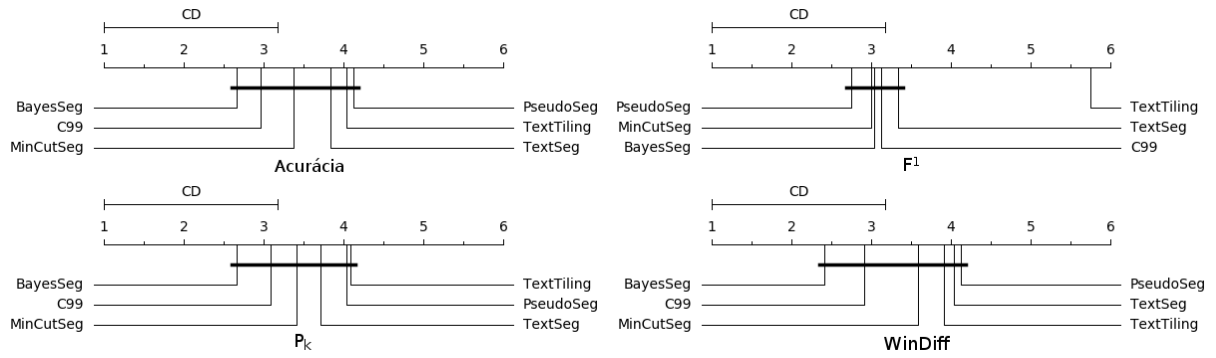 CD
1 2 3 4 5 6
BayesSeg PseudoSeg
C99 TextTiling
MinCutSeg TextSeg
Acurácia
CD
1 2 3 4 5 6
PseudoSeg TextTiling
MinCutSeg TextSeg
BayesSeg C99
F¹
CD
1 2 3 4 5 6
BayesSeg TextTiling
C99 PseudoSeg
MinCutSeg TextSeg
Pₖ
CD
1 2 3 4 5 6
BayesSeg PseudoSeg
C99 TextSeg
MinCutSeg TextTiling
WinDiff